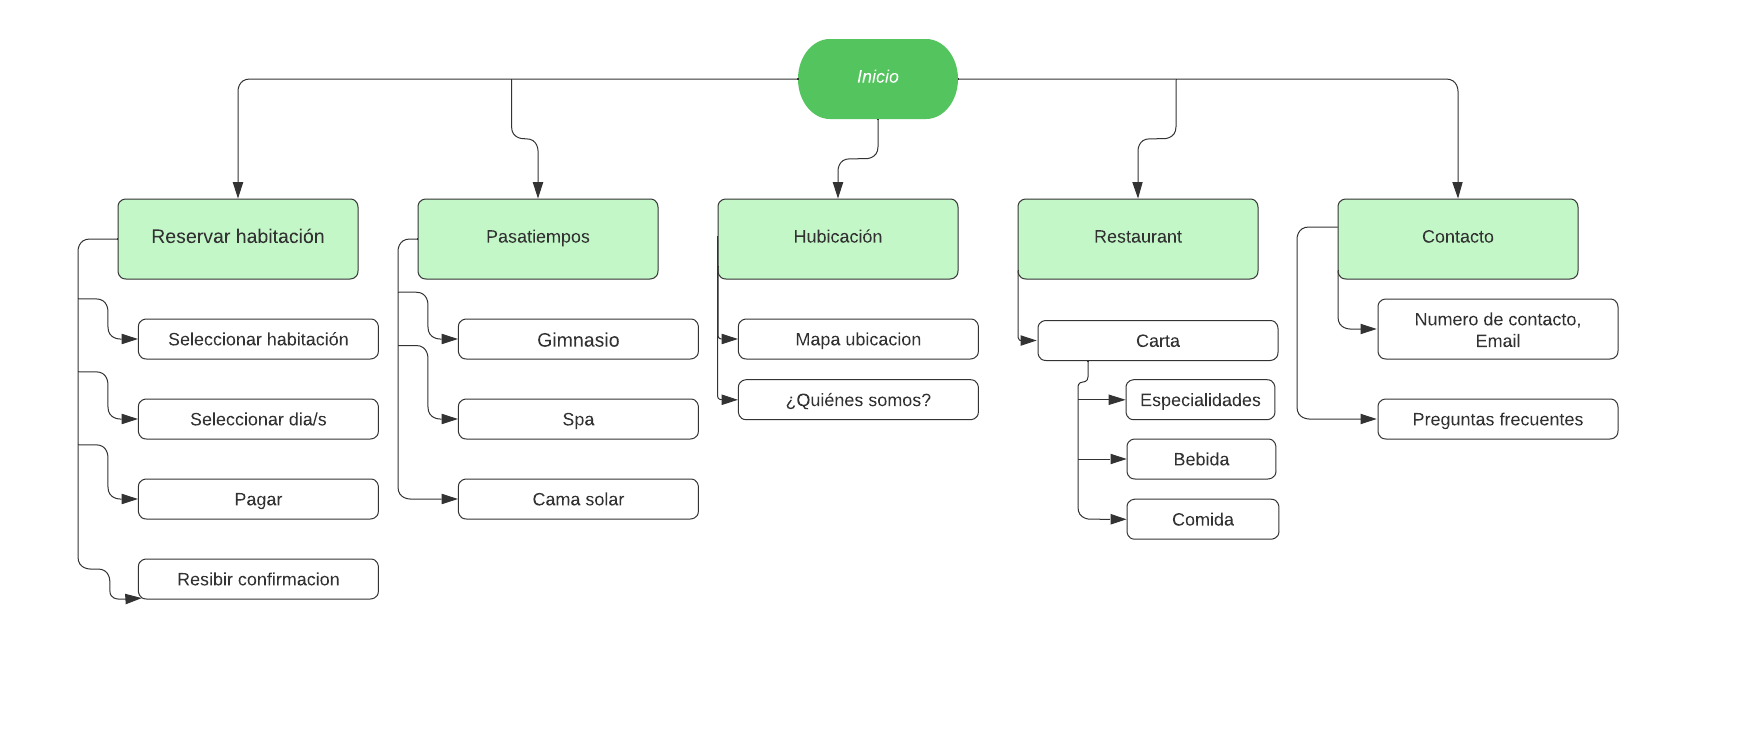 Inicio
Reservar habitación
Pasatiempos
Hubicación
Restaurant
Contacto
Seleccionar habitación
Seleccionar dia/s
Pagar
Resibir confirmacion
Gimnasio
Spa
Cama solar
Mapa ubicacion
¿Quiénes somos?
Carta
Especialidades
Bebida
Comida
Numero de contacto,
Email
Preguntas frecuentes